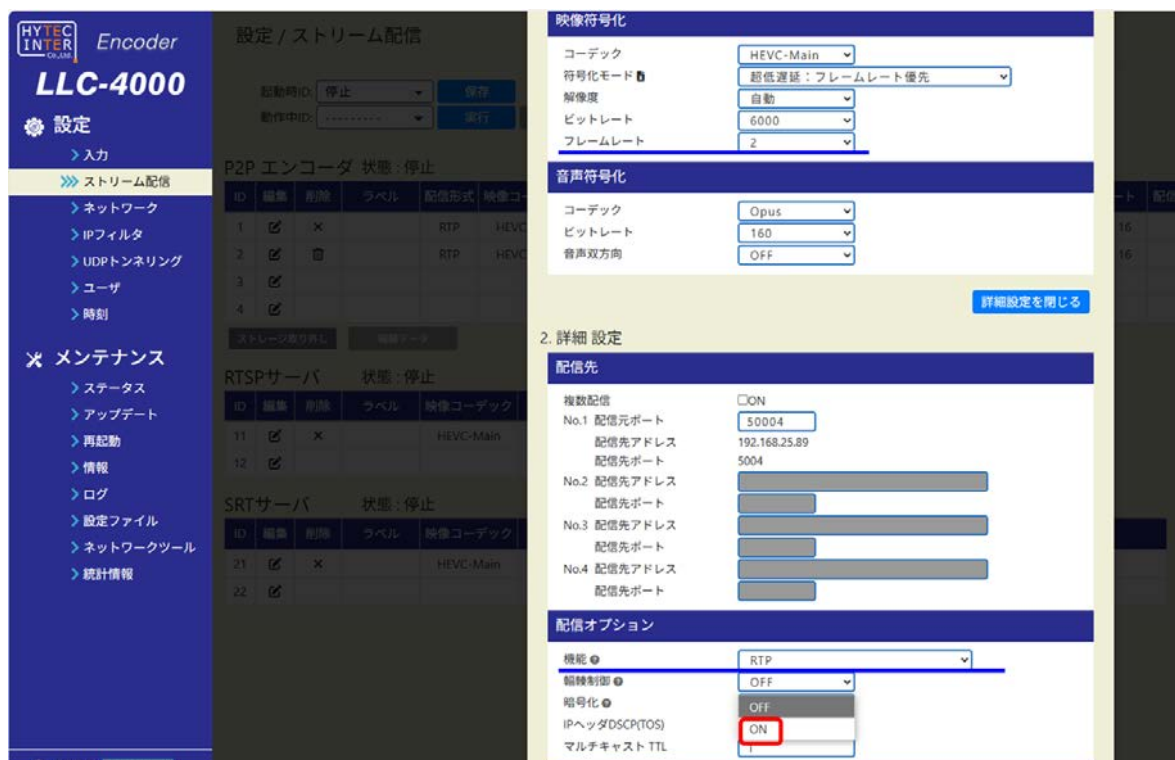 HYTEC
INTER
Co.,Ltd.
Encoder
LLC-4000
設定
入力
ストリーム配信
ネットワーク
IPフィルタ
UDPトンネリング
ユーザ
時刻
メンテナンス
ステータス
アップデート
再起動
情報
ログ
設定ファイル
ネットワークツール
統計情報
設定 / ストリーム配信
起動時ID: 停止 保存
動作中ID: --------- 実行
P2P エンコーダ 状態 : 停止
ID 編集 削除 ラベル 配信形式 映像コー
1 RTP HEVC 16
2 RTP HEVC 16
3
4
ストレージ取り外し
RTSPサーバ 状態 : 停止
ID 編集 削除 ラベル 映像コーデック
11 HEVC-Main
12
SRTサーバ 状態 : 停止
ID 編集 削除 ラベル 映像コーデック
21 HEVC-Main
22
映像符号化
コーデック HEVC-Main
符号化モード 超低遅延：フレームレート優先
解像度 自動
ビットレート 6000
フレームレート 2
音声符号化
コーデック Opus
ビットレート 160
音声双方向 OFF
詳細設定を閉じる
2. 詳細 設定
配信先
複数配信 ON
No.1 配信元ポート 50004
配信先アドレス 192.168.25.89
配信先ポート 5004
No.2 配信先アドレス
配信先ポート
No.3 配信先アドレス
配信先ポート
No.4 配信先アドレス
配信先ポート
配信オプション
機能 RTP
輻輳制御 OFF
暗号化 OFF
IPヘッダDSCP(TOS) ON
マルチキャスト TTL